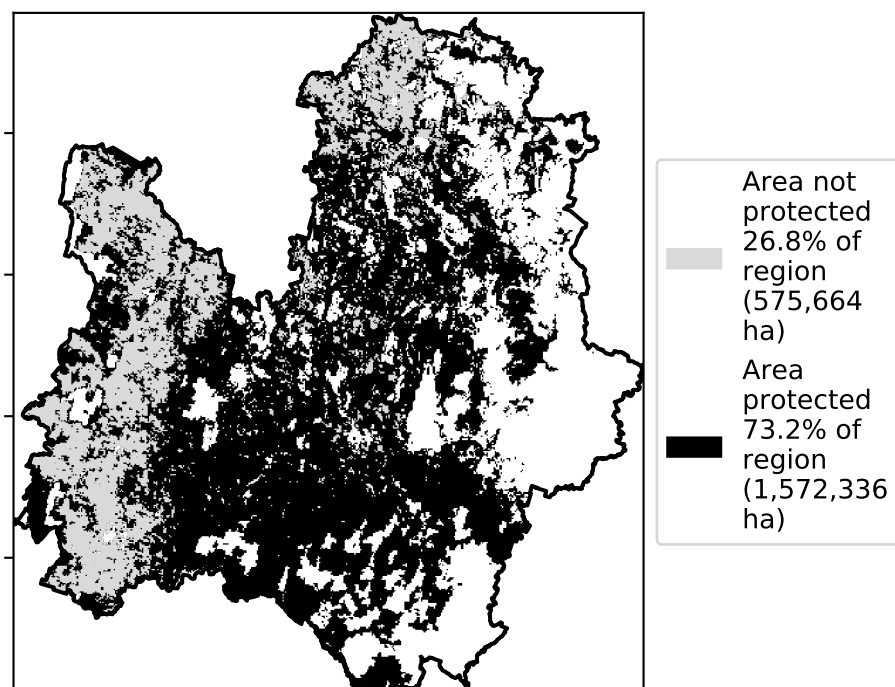 Area not
protected
26.8% of
region
(575,664
ha)
Area
protected
73.2% of
region
(1,572,336
ha)